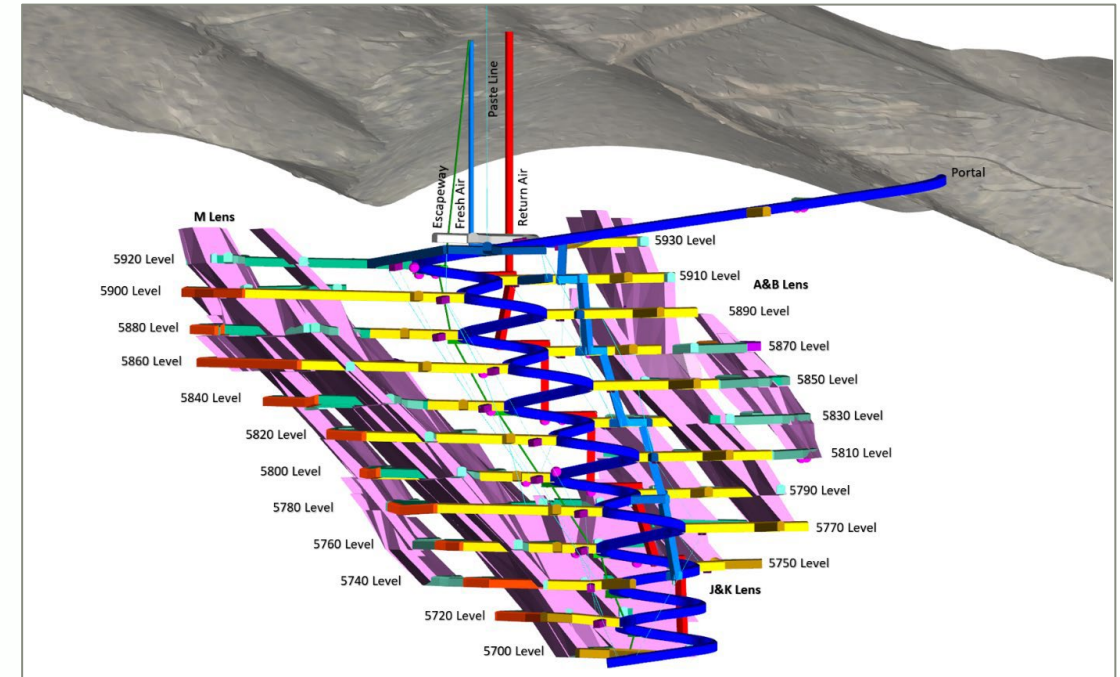 Paste Line
Escapeway
Fresh Air
Return Air
Portal
M Lens
5920 Level
5900 Level
5880 Level
5860 Level
5840 Level
5820 Level
5800 Level
5780 Level
5760 Level
5740 Level
5720 Level
5700 Level
5930 Level
5910 Level
A&B Lens
5890 Level
5870 Level
5850 Level
5830 Level
5810 Level
5790 Level
5770 Level
5750 Level
J&K Lens